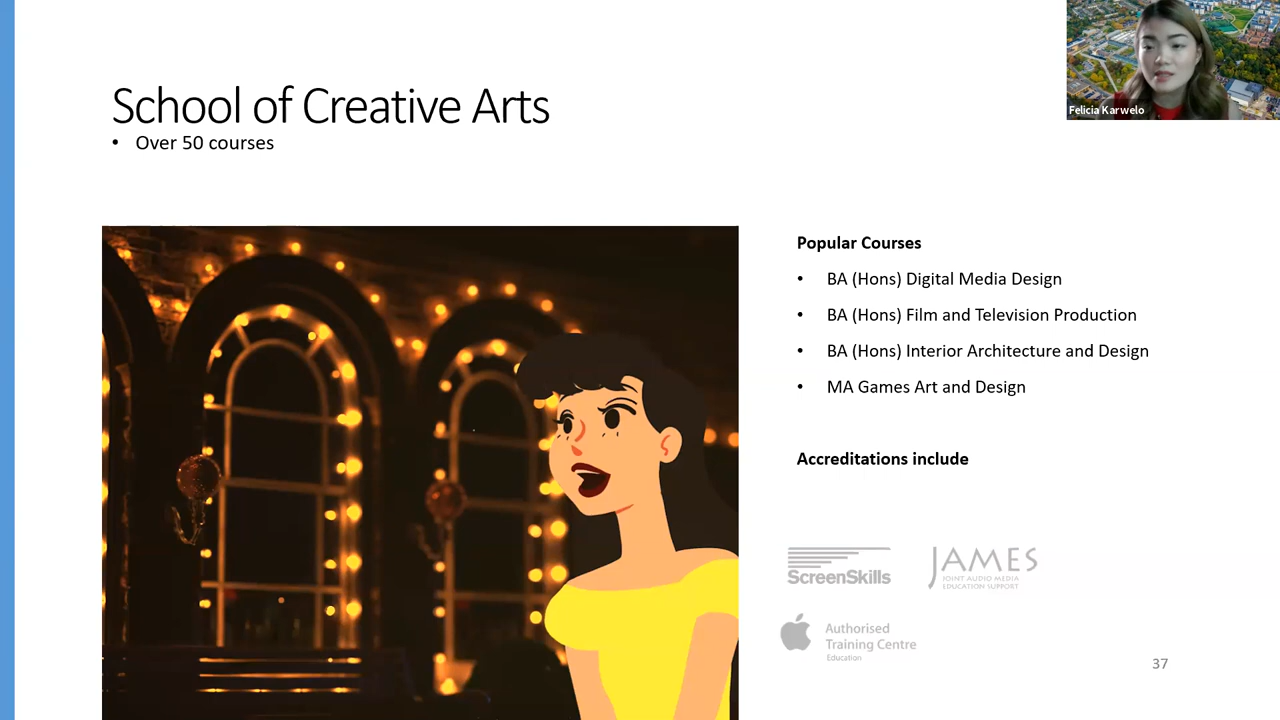 School of Creative Arts
• Over 50 courses
Felicia Karwelo
Popular Courses
• BA (Hons) Digital Media Design
• BA (Hons) Film and Television Production
• BA (Hons) Interior Architecture and Design
• MA Games Art and Design
Accreditations include
ScreenSkills
JAMES
JOINT AUDIO MEDIA
EDUCATION SUPPORT
Authorised
Training Centre
Education
37